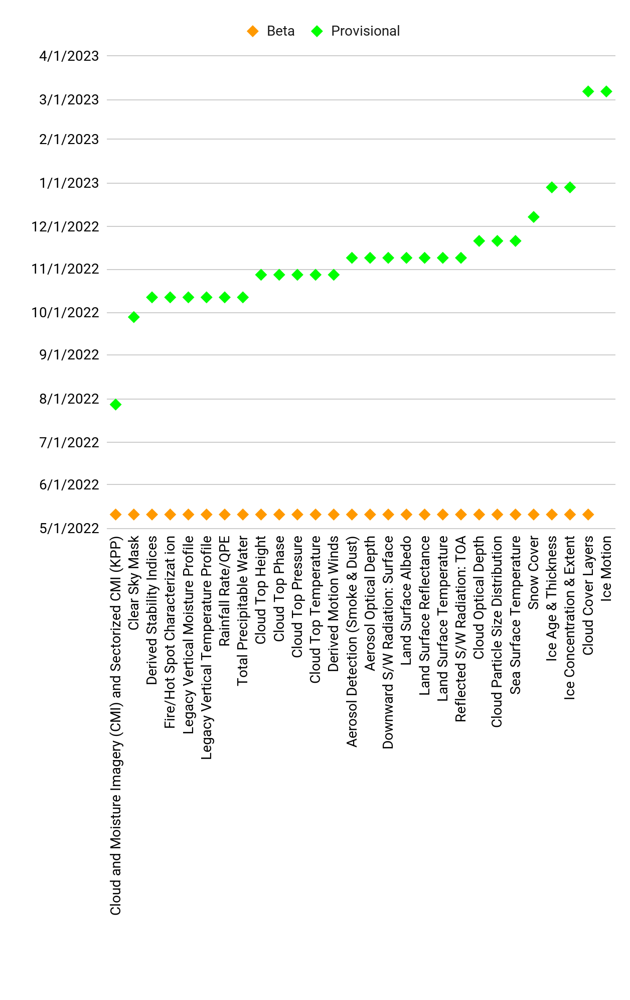 Beta Provisional
4/1/2023
3/1/2023
2/1/2023
1/1/2023
12/1/2022
11/1/2022
10/1/2022
9/1/2022
8/1/2022
7/1/2022
6/1/2022
5/1/2022
Cloud and Moisture Imagery (CMI) and Sectorized CMI (KPP)
Clear Sky Mask
Derived Stability Indices
Fire/Hot Spot Characterizat ion
Legacy Vertical Moisture Profile
Legacy Vertical Temperature Profile
Rainfall Rate/QPE
Total Precipitable Water
Cloud Top Height
Cloud Top Phase
Cloud Top Pressure
Cloud Top Temperature
Derived Motion Winds
Aerosol Detection (Smoke & Dust)
Aerosol Optical Depth
Downward S/W Radiation: Surface
Land Surface Albedo
Land Surface Reflectance
Land Surface Temperature
Reflected S/W Radiation: TOA
Cloud Optical Depth
Cloud Particle Size Distribution
Sea Surface Temperature
Snow Cover
Ice Age & Thickness
Ice Concentration & Extent
Cloud Cover Layers
Ice Motion